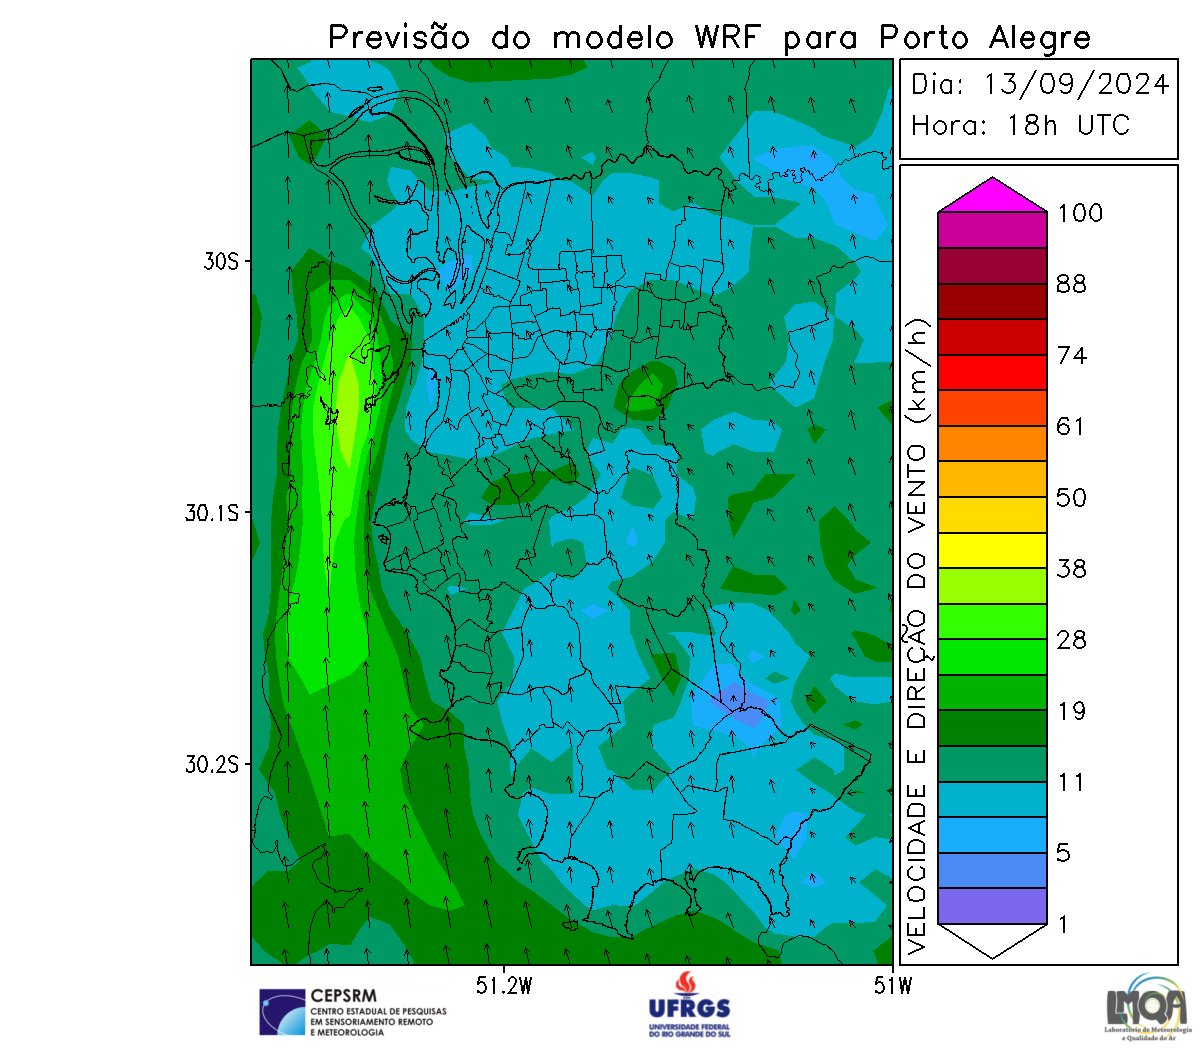 Previsão do modelo WRF para Porto Alegre
Dia: 13/09/2024
Hora: 18h UTC
30S
30.1S
30.2S
51.2W
51W
VELOCIDADE E DIREÇÃO DO VENTO (km/h)
100
88
74
61
50
38
28
19
11
5
1
CEPSRM
CENTRO ESTADUAL DE PESQUISAS
EM SENSORIAMENTO REMOTO
E METEOROLOGIA
UFRGS
UNIVERSIDADE FEDERAL
DO RIO GRANDE DO SUL
LMQA
Laboratório de Meteorologia
e Qualidade do Ar